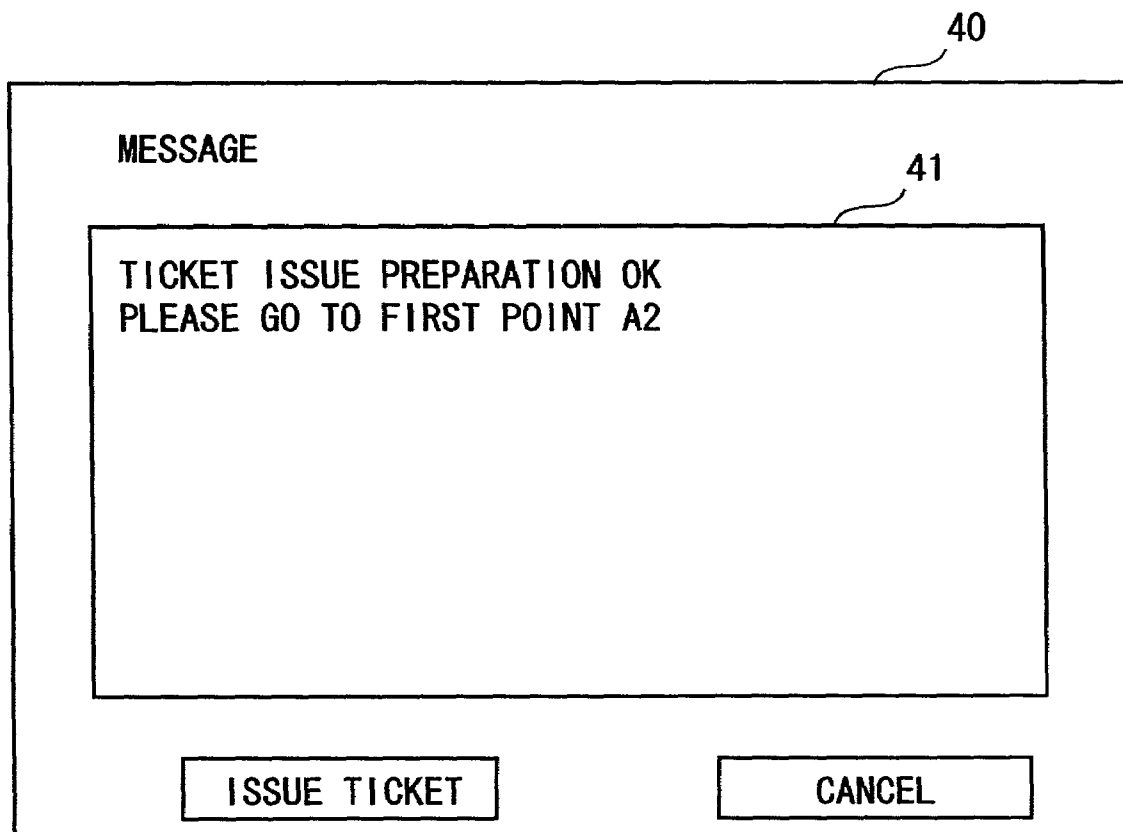 40
MESSAGE
41
TICKET ISSUE PREPARATION OK
PLEASE GO TO FIRST POINT A2
ISSUE TICKET
CANCEL